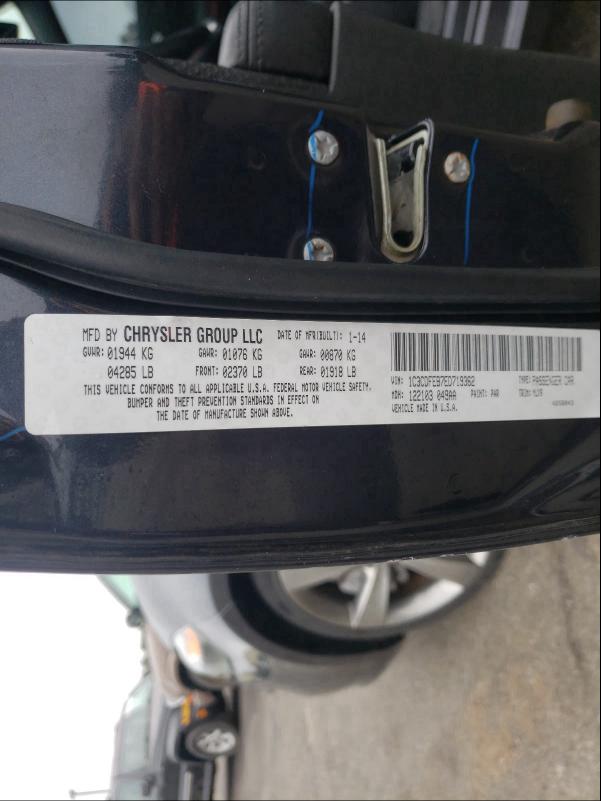 MFD BY CHRYSLER GROUP LLC DATE OF MFR(BUILT): 1-14
GVWR: 01944 KG GAWR: 01076 KG GAWR: 00870 KG
04285 LB FRONT: 02370 LB REAR: 01918 LB
THIS VEHICLE CONFORMS TO ALL APPLICABLE U.S.A. FEDERAL MOTOR VEHICLE SAFETY,
BUMPER AND THEFT PREVENTION STANDARDS IN EFFECT ON
THE DATE OF MANUFACTURE SHOWN ABOVE.
VIN: 1C3CDFEB7ED719362 TYPE: PASSENGER CAR
MDH: 122103 049AA PAINT: PAR TRIM:
VEHICLE MADE IN U.S.A.